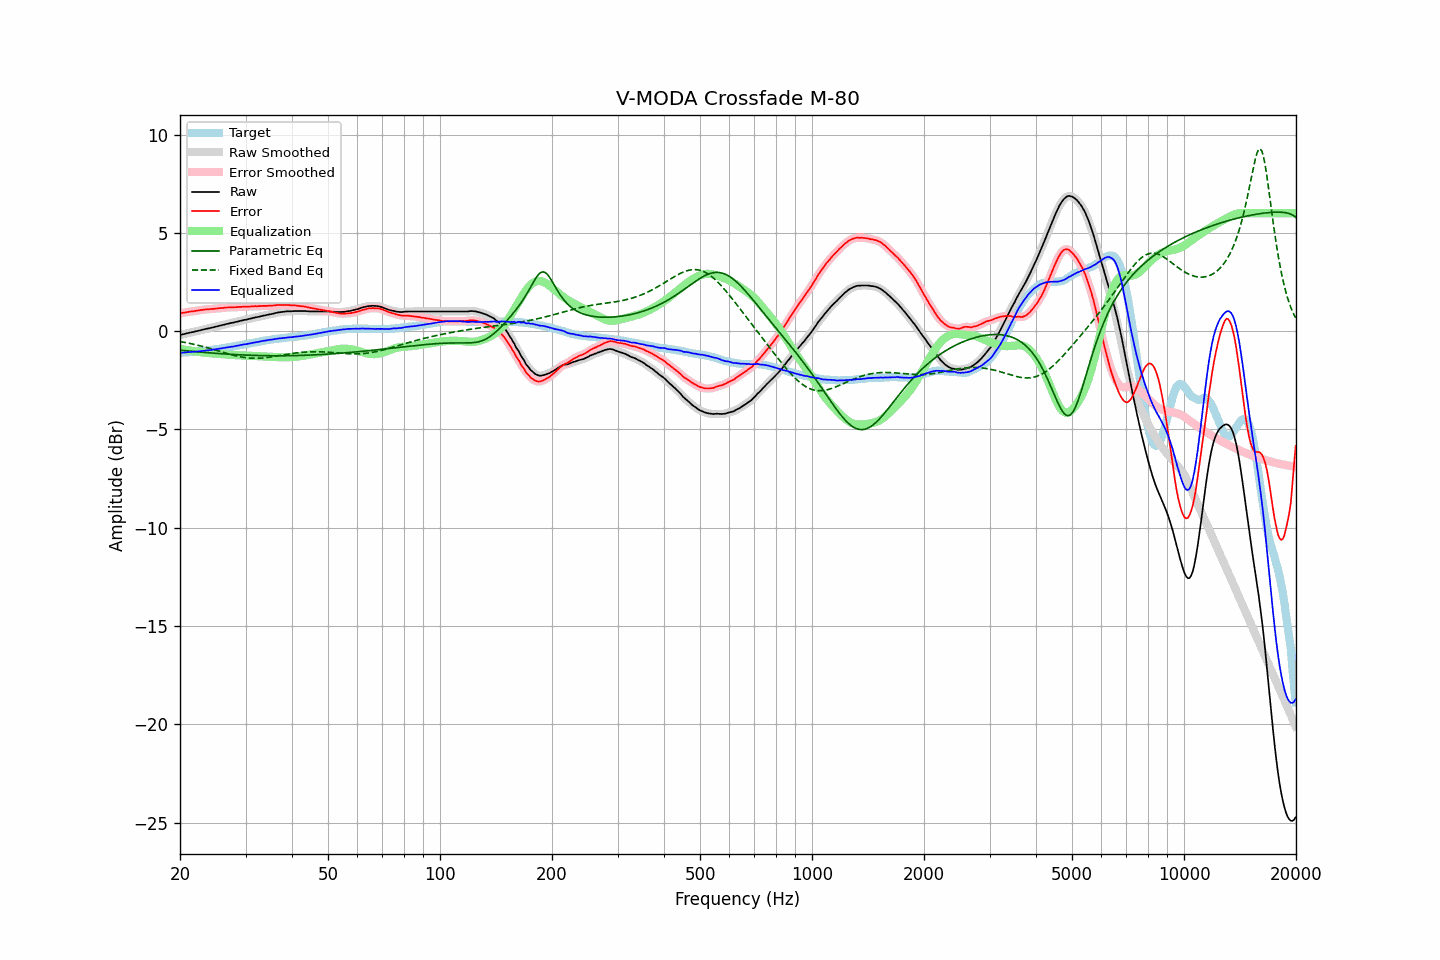 V-MODA Crossfade M-80
Target
Raw Smoothed
Error Smoothed
Raw
Error
Equalization
Parametric Eq
Fixed Band Eq
Equalized
10
5
0
−5
−10
−15
−20
−25
Amplitude (dBr)
20 50 100 200 500 1000 2000 5000 10000 20000
Frequency (Hz)